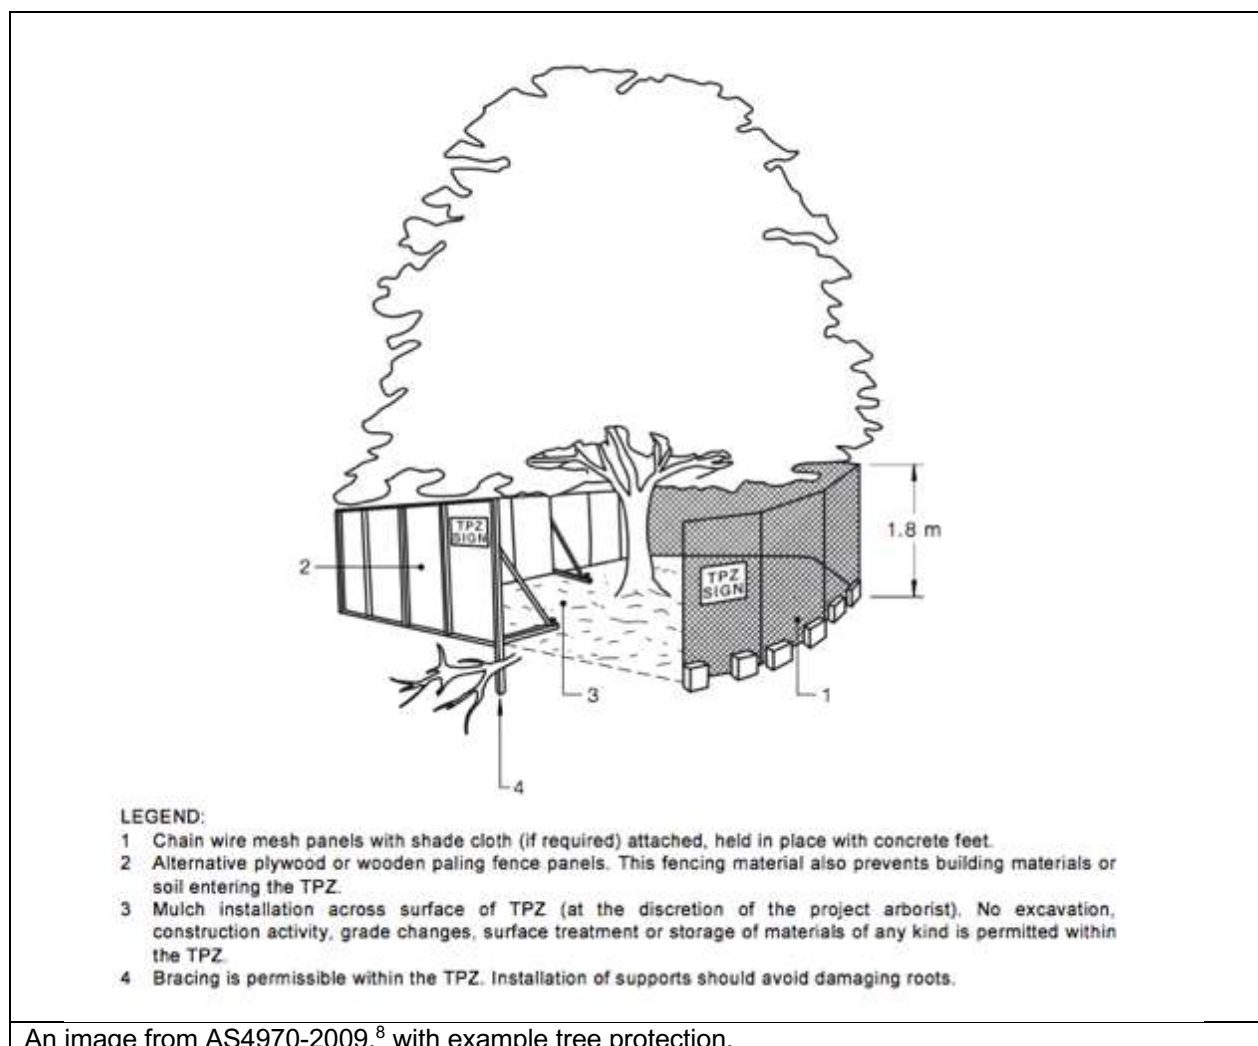 TPZ
SIGN
1.8 m
2
TPZ
SIGN
3
1
4
LEGEND:
1 Chain wire mesh panels with shade cloth (if required) attached, held in place with concrete feet.
2 Alternative plywood or wooden paling fence panels. This fencing material also prevents building materials or
soil entering the TPZ.
3 Mulch installation across surface of TPZ (at the discretion of the project arborist). No excavation,
construction activity, grade changes, surface treatment or storage of materials of any kind is permitted within
the TPZ.
4 Bracing is permissible within the TPZ. Installation of supports should avoid damaging roots.
An image from AS4970-2009,⁸ with example tree protection.